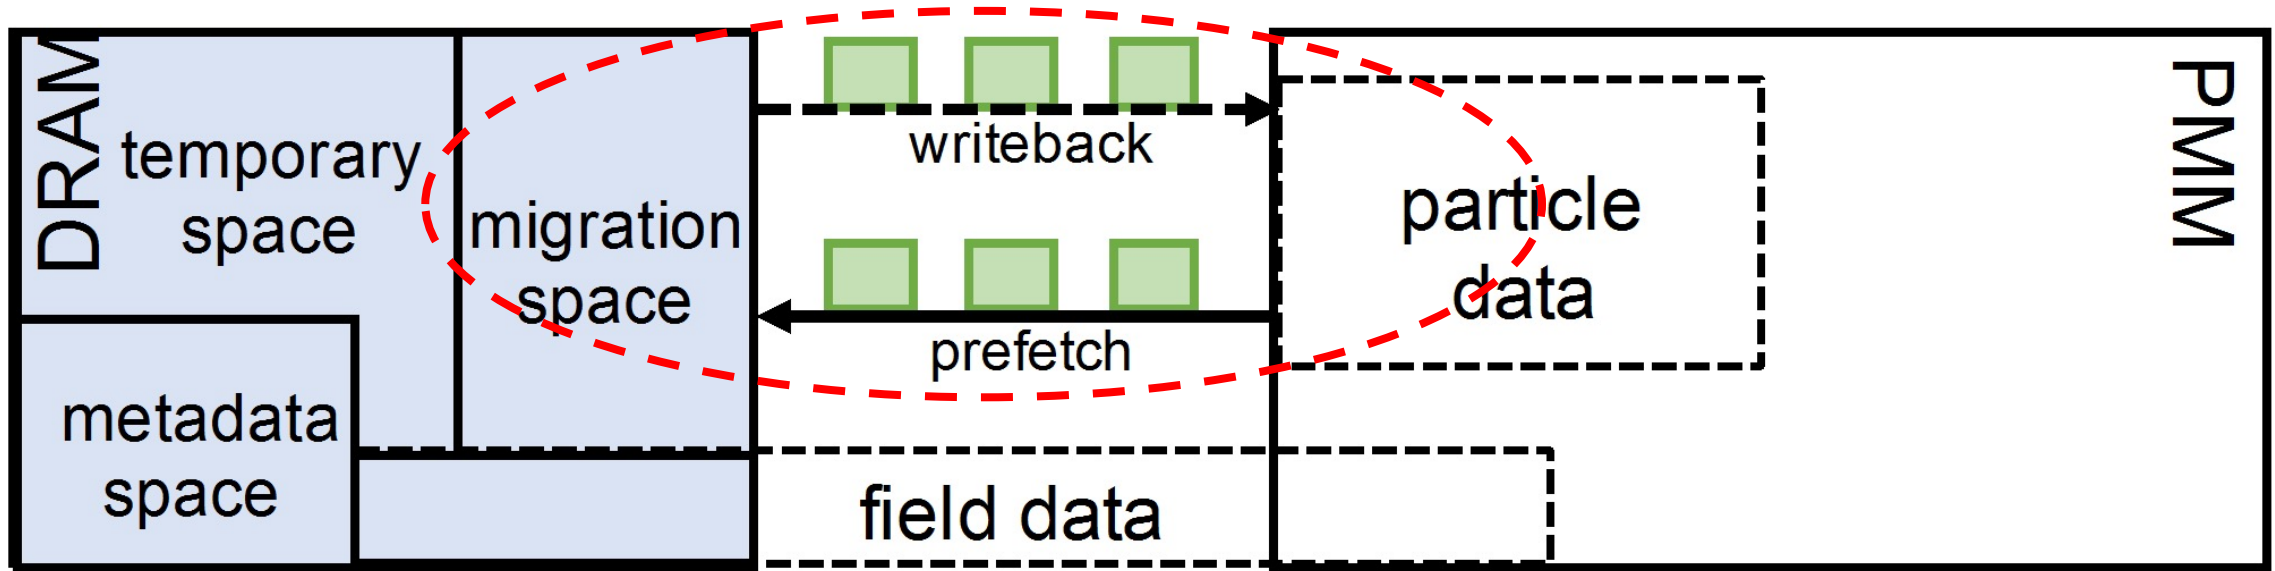 DRAM
temporary
space
migration
space
metadata
space
writeback
prefetch
field data
particle
data
PMM